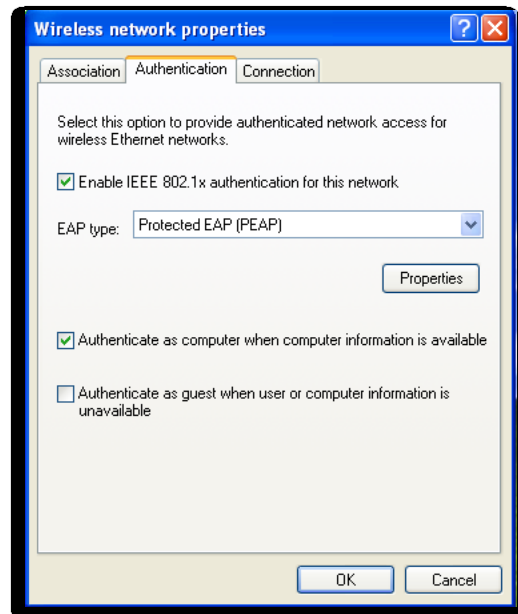 Wireless network properties
Association Authentication Connection
Select this option to provide authenticated network access for
wireless Ethernet networks.
Enable IEEE 802.1x authentication for this network
EAP type: Protected EAP (PEAP)
Properties
Authenticate as computer when computer information is available
Authenticate as guest when user or computer information is
unavailable
OK Cancel